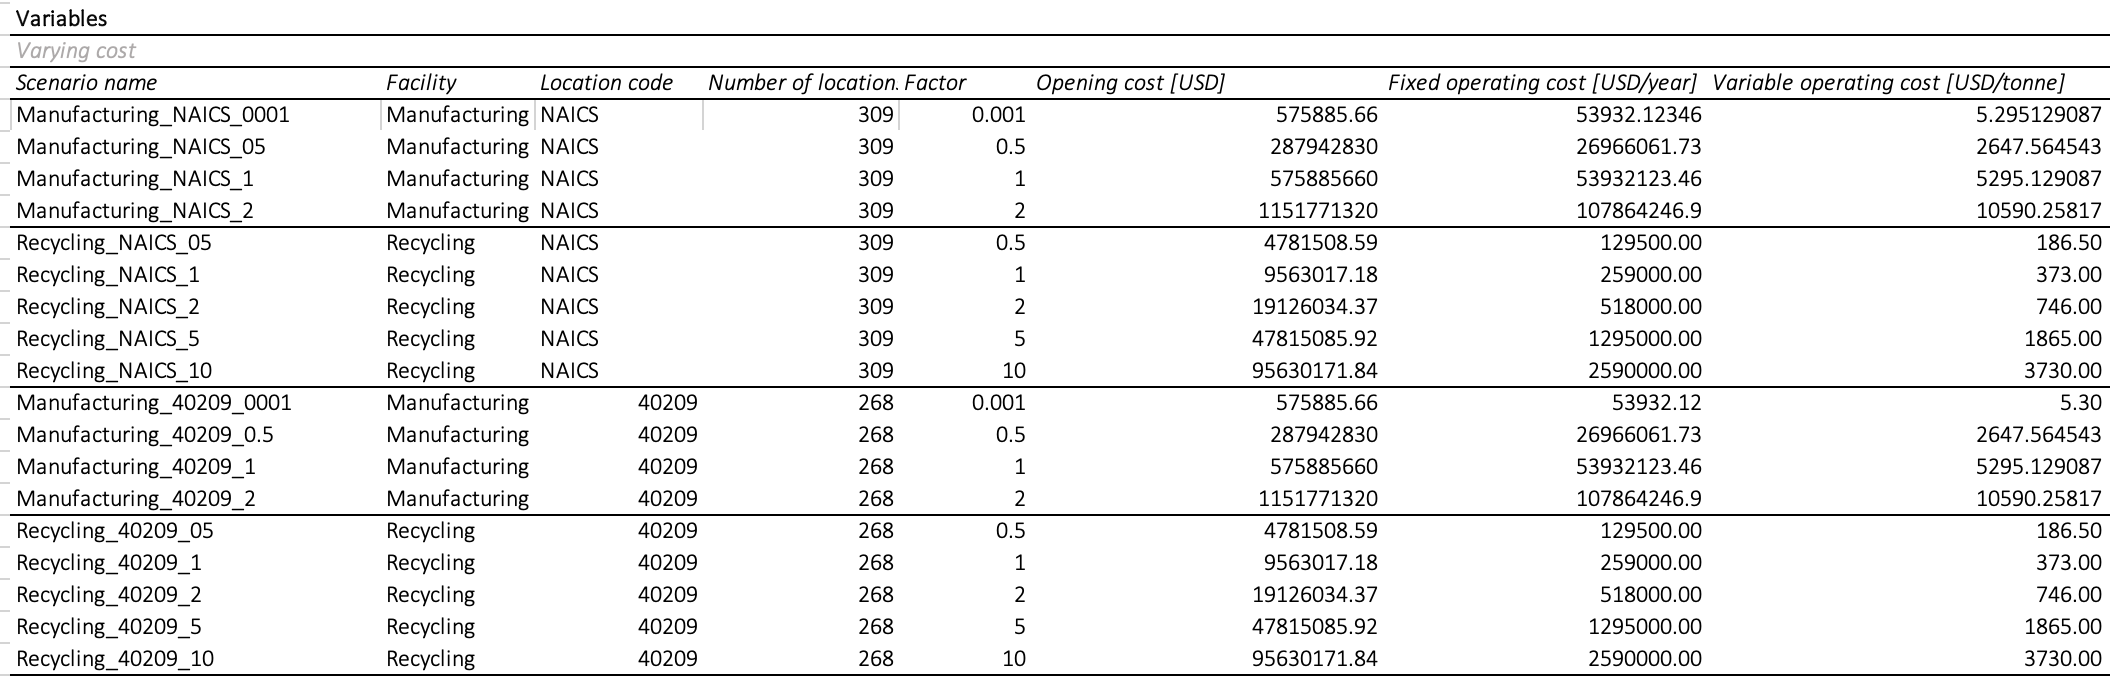 Variables
Varying cost
Scenario name Facility Location code Number of location. Factor Opening cost [USD] Fixed operating cost [USD/year] Variable operating cost [USD/tonne]
Manufacturing_NAICS_0001 Manufacturing NAICS 309 0.001 575885.66 53932.12346 5.295129087
Manufacturing_NAICS_05 Manufacturing NAICS 309 0.5 287942830 26966061.73 2647.564543
Manufacturing_NAICS_1 Manufacturing NAICS 309 1 575885660 53932123.46 5295.129087
Manufacturing_NAICS_2 Manufacturing NAICS 309 2 1151771320 107864246.9 10590.25817
Recycling_NAICS_05 Recycling NAICS 309 0.5 4781508.59 129500.00 186.50
Recycling_NAICS_1 Recycling NAICS 309 1 9563017.18 259000.00 373.00
Recycling_NAICS_2 Recycling NAICS 309 2 19126034.37 518000.00 746.00
Recycling_NAICS_5 Recycling NAICS 309 5 47815085.92 1295000.00 1865.00
Recycling_NAICS_10 Recycling NAICS 309 10 95630171.84 2590000.00 3730.00
Manufacturing_40209_0001 Manufacturing 40209 268 0.001 575885.66 53932.12 5.30
Manufacturing_40209_0.5 Manufacturing 40209 268 0.5 287942830 26966061.73 2647.564543
Manufacturing_40209_1 Manufacturing 40209 268 1 575885660 53932123.46 5295.129087
Manufacturing_40209_2 Manufacturing 40209 268 2 1151771320 107864246.9 10590.25817
Recycling_40209_05 Recycling 40209 268 0.5 4781508.59 129500.00 186.50
Recycling_40209_1 Recycling 40209 268 1 9563017.18 259000.00 373.00
Recycling_40209_2 Recycling 40209 268 2 19126034.37 518000.00 746.00
Recycling_40209_5 Recycling 40209 268 5 47815085.92 1295000.00 1865.00
Recycling_40209_10 Recycling 40209 268 10 95630171.84 2590000.00 3730.00